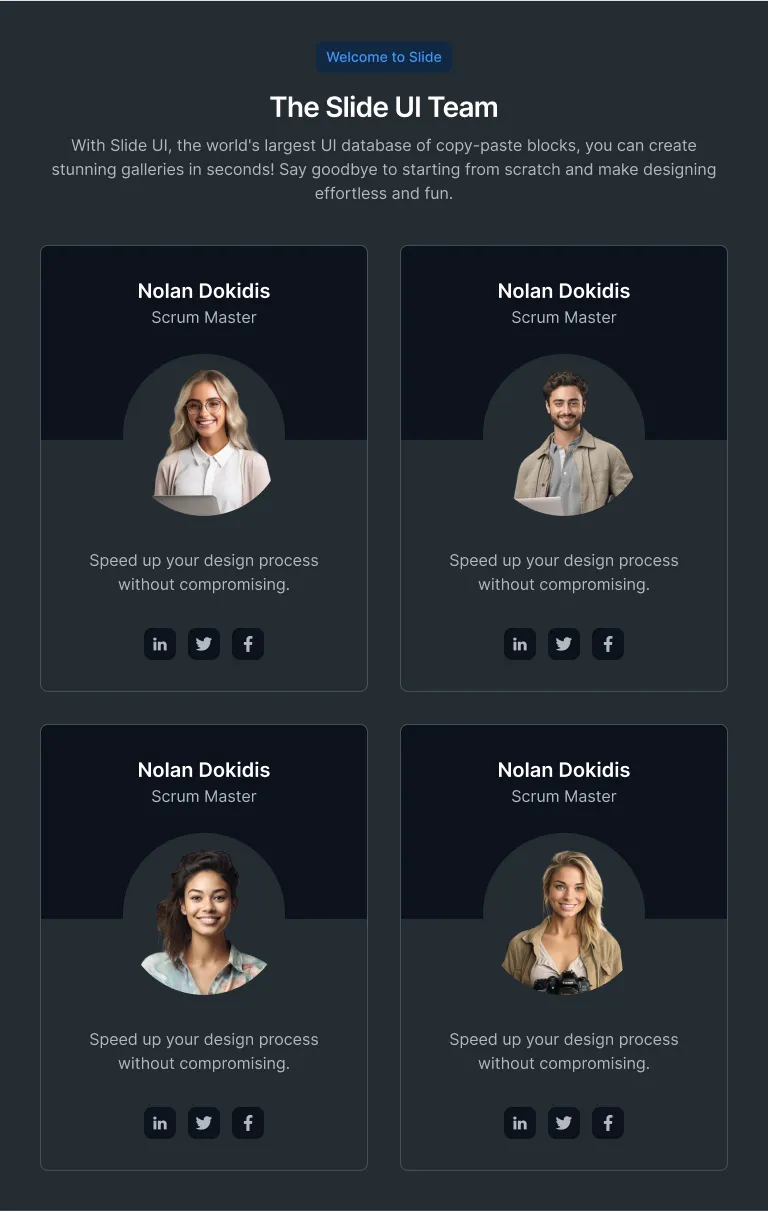 Welcome to Slide
The Slide UI Team
With Slide UI, the world's largest UI database of copy-paste blocks, you can create
stunning galleries in seconds! Say goodbye to starting from scratch and make designing
effortless and fun.
Nolan Dokidis
Scrum Master
Speed up your design process
without compromising.
in
Nolan Dokidis
Scrum Master
Speed up your design process
without compromising.
in
Nolan Dokidis
Scrum Master
Speed up your design process
without compromising.
in
Nolan Dokidis
Scrum Master
Speed up your design process
without compromising.
in